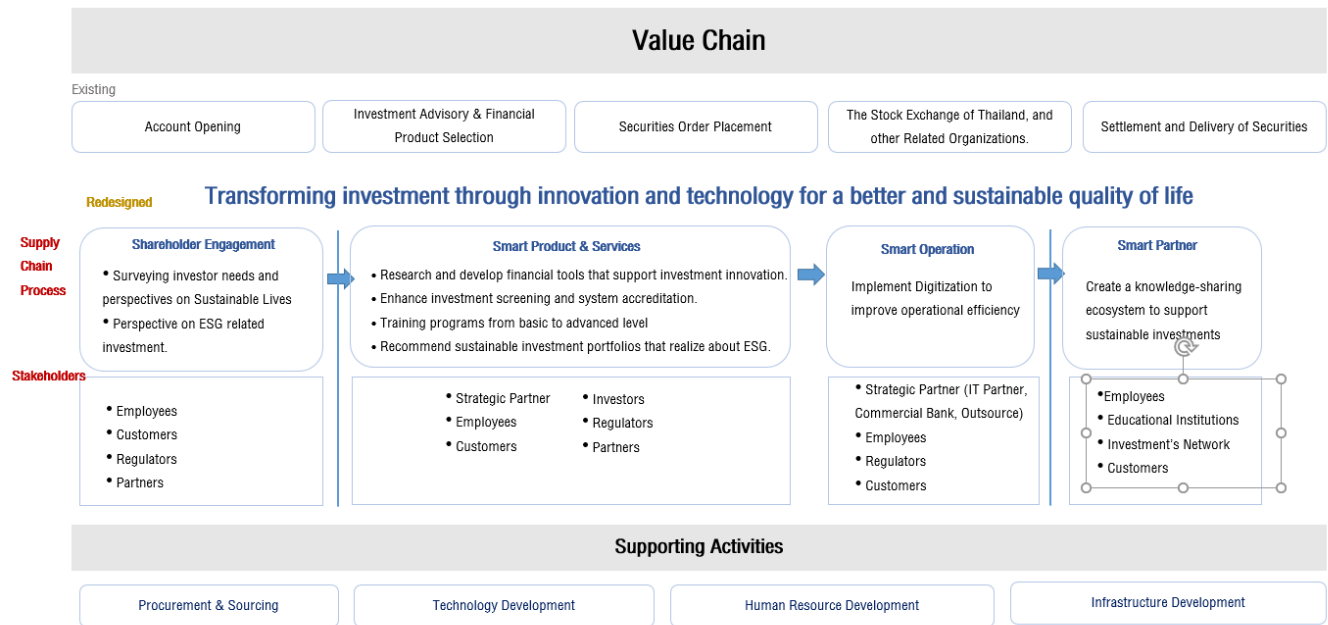 Value Chain
Existing
Account Opening
Investment Advisory & Financial
Product Selection
Securities Order Placement
The Stock Exchange of Thailand, and
other Related Organizations.
Settlement and Delivery of Securities
Redesigned
Transforming investment through innovation and technology for a better and sustainable quality of life
Supply
Chain
Process
Shareholder Engagement
• Surveying investor needs and
perspectives on Sustainable Lives
• Perspective on ESG related
investment.
Smart Product & Services
• Research and develop financial tools that support investment innovation.
• Enhance investment screening and system accreditation.
• Training programs from basic to advanced level
• Recommend sustainable investment portfolios that realize about ESG.
Smart Operation
Implement Digitization to
improve operational efficiency
Smart Partner
Create a knowledge-sharing
ecosystem to support
sustainable investments
Stakeholders
• Employees
• Customers
• Regulators
• Partners
• Strategic Partner
• Employees
• Customers
• Investors
• Regulators
• Partners
• Strategic Partner (IT Partner,
Commercial Bank, Outsource)
• Employees
• Regulators
• Customers
•Employees
• Educational Institutions
• Investment's Network
• Customers
Supporting Activities
Procurement & Sourcing
Technology Development
Human Resource Development
Infrastructure Development